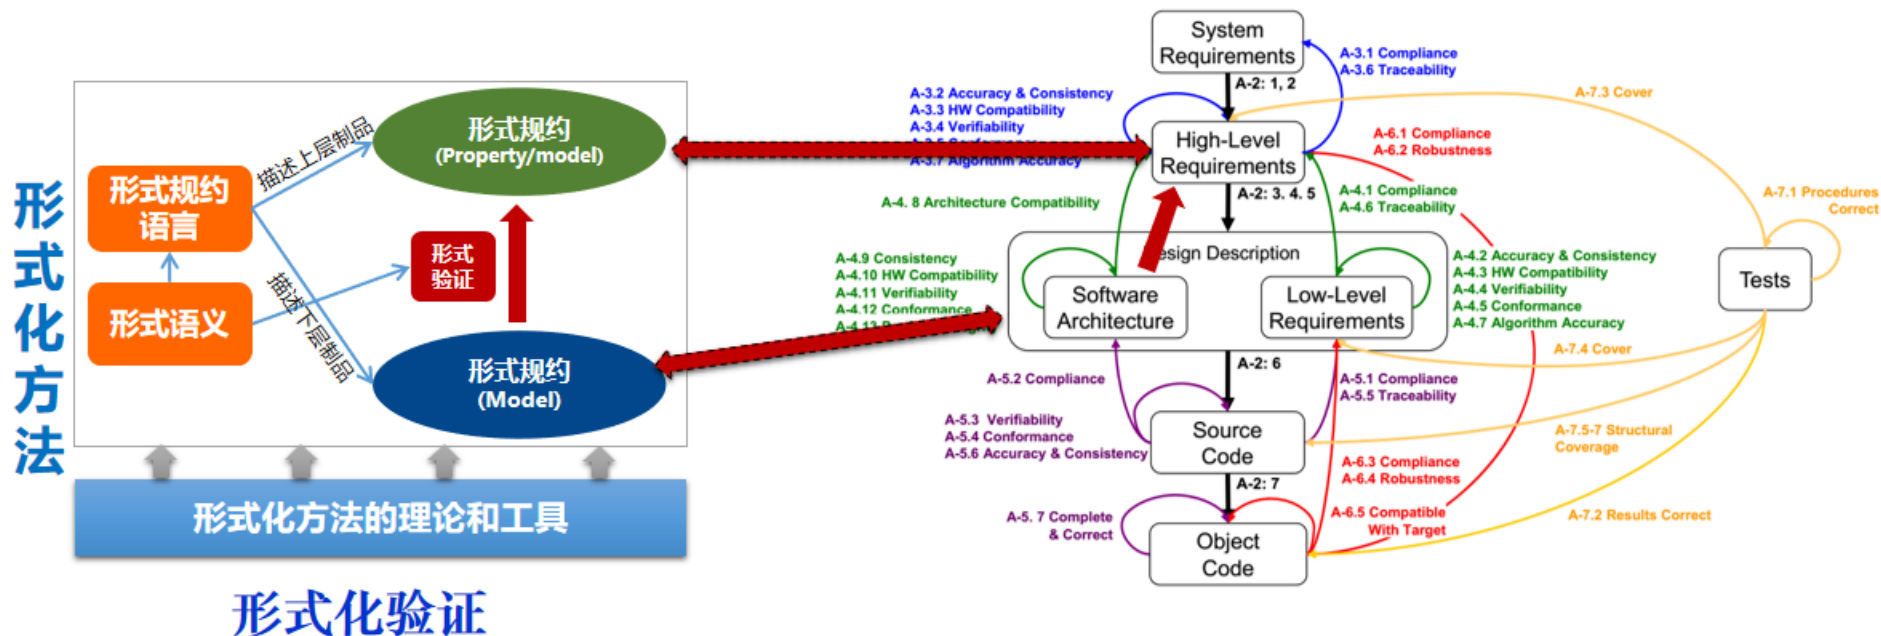 形式化方法
形式规约
语言
形式语义
描述上层制品
描述下层制品
形式规约
(Property/model)
形式
验证
形式规约
(Model)
形式化方法的理论和工具
形式化验证
System
Requirements
A-3.1 Compliance
A-3.6 Traceability
A-2: 1, 2
A-7.3 Cover
A-3.2 Accuracy & Consistency
A-3.3 HW Compatibility
A-3.4 Verifiability
A-3.7 Algorithm Accuracy
High-Level
Requirements
A-6.1 Compliance
A-6.2 Robustness
A-2: 3. 4. 5
A-4. 8 Architecture Compatibility
A-4.1 Compliance
A-4.6 Traceability
A-7.1 Procedures
Correct
A-4.9 Consistency
A-4.10 HW Compatibility
A-4.11 Verifiability
A-4.12 Conformance
esign Description
Software
Architecture
Low-Level
Requirements
A-4.2 Accuracy & Consistency
A-4.3 HW Compatibility
A-4.4 Verifiability
A-4.5 Conformance
A-4.7 Algorithm Accuracy
Tests
A-7.4 Cover
A-2: 6
A-5.2 Compliance
A-5.1 Compliance
A-5.5 Traceability
A-5.3 Verifiability
A-5.4 Conformance
A-5.6 Accuracy & Consistency
Source
Code
A-7.5-7 Structural
Coverage
A-6.3 Compliance
A-6.4 Robustness
A-2: 7
A-5. 7 Complete
& Correct
A-6.5 Compatible
With Target
A-7.2 Results Correct
Object
Code